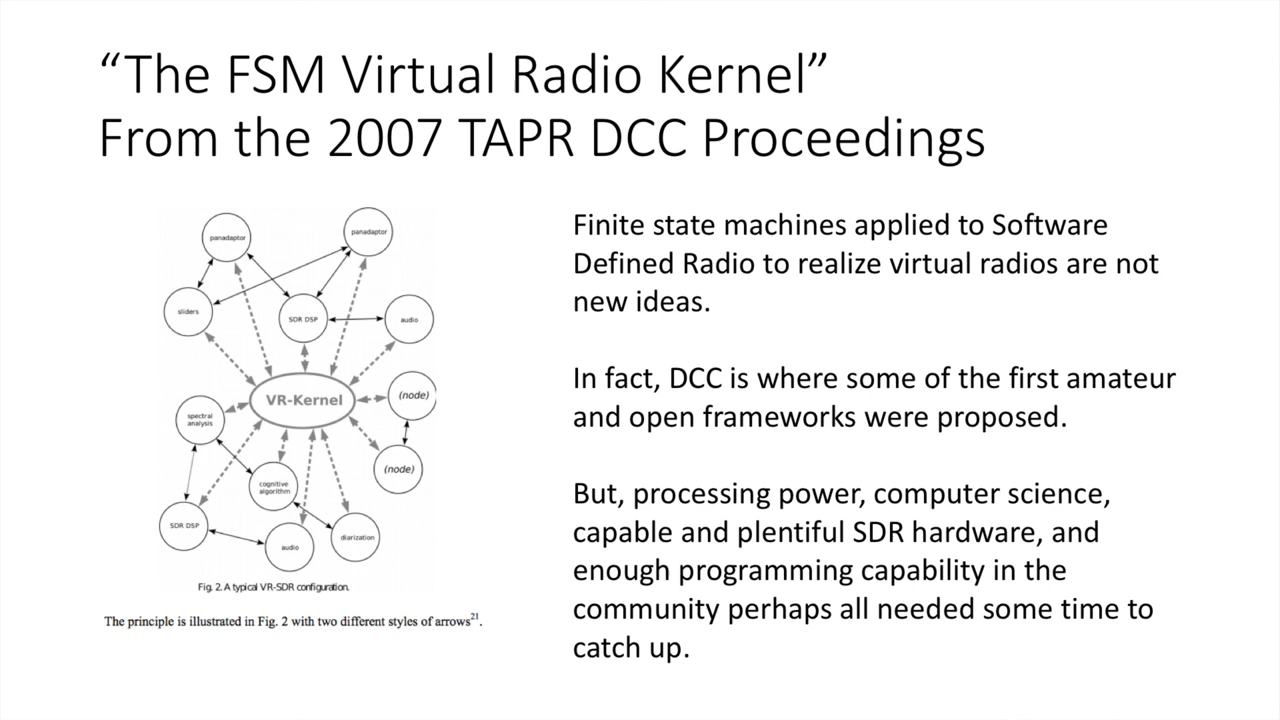 “The FSM Virtual Radio Kernel”
From the 2007 TAPR DCC Proceedings
panadaptor
panadaptor
sliders
SDR DSP
audio
VR-Kernel
(node)
spectral
analysis
(node)
cognitive
algorithm
SDR DSP
audio
diarization
Fig. 2. A typical VR-SDR configuration.
The principle is illustrated in Fig. 2 with two different styles of arrows21.
Finite state machines applied to Software
Defined Radio to realize virtual radios are not
new ideas.
In fact, DCC is where some of the first amateur
and open frameworks were proposed.
But, processing power, computer science,
capable and plentiful SDR hardware, and
enough programming capability in the
community perhaps all needed some time to
catch up.